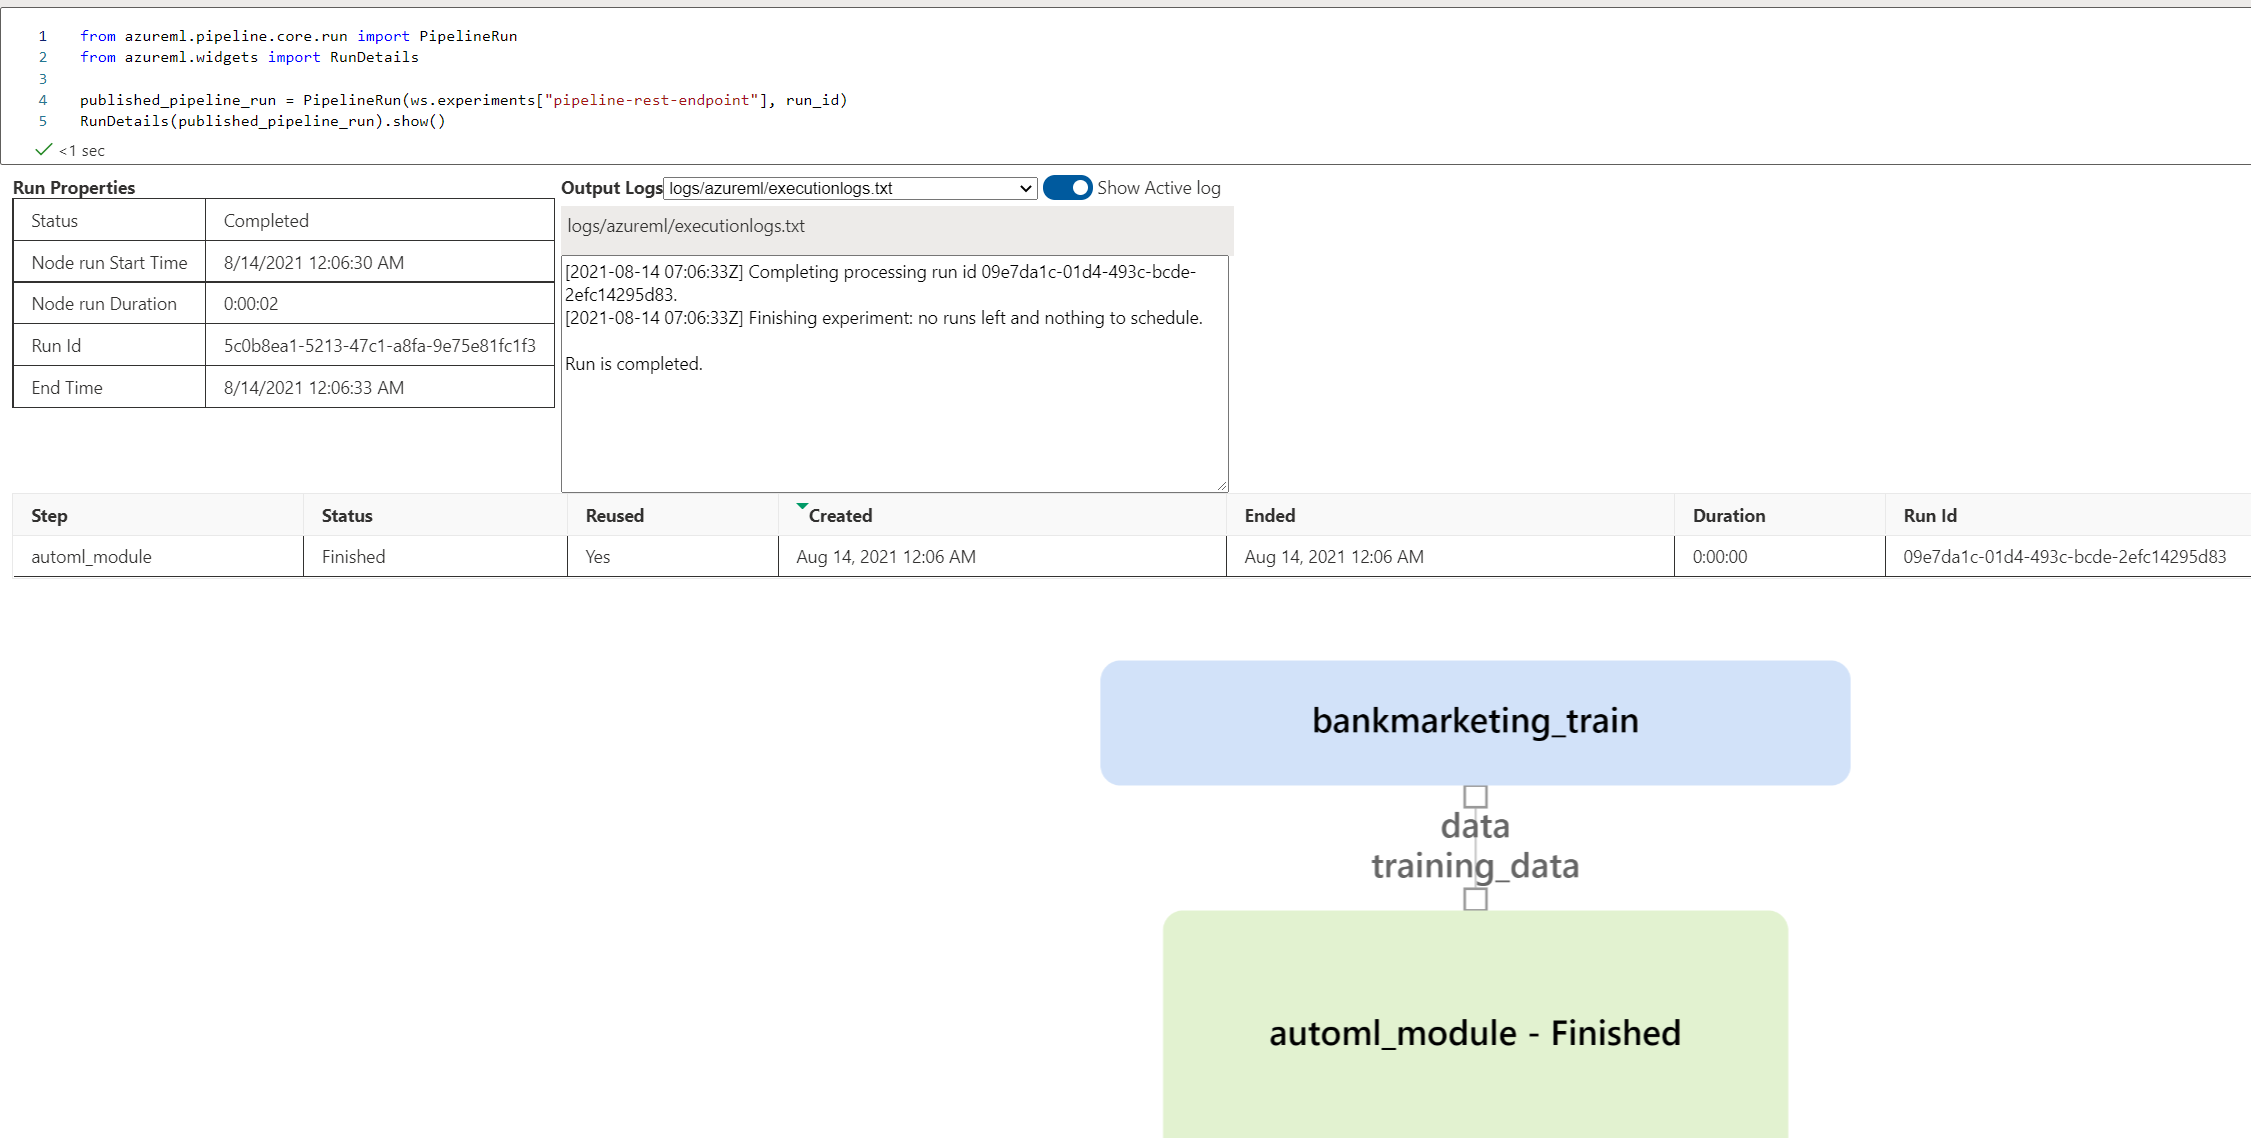 1 from azureml.pipeline.core.run import PipelineRun
2 from azureml.widgets import RunDetails
3
4 published_pipeline_run = PipelineRun(ws.experiments["pipeline-rest-endpoint"], run_id)
5 RunDetails(published_pipeline_run).show()
<1 sec
Run Properties
Status Completed
Node run Start Time 8/14/2021 12:06:30 AM
Node run Duration 0:00:02
Run Id 5c0b8ea1-5213-47c1-a8fa-9e75e81fc1f3
End Time 8/14/2021 12:06:33 AM
Output Logs logs/azureml/executionlogs.txt Show Active log
logs/azureml/executionlogs.txt
[2021-08-14 07:06:33Z] Completing processing run id 09e7da1c-01d4-493c-bcde-
2efc14295d83.
[2021-08-14 07:06:33Z] Finishing experiment: no runs left and nothing to schedule.
Run is completed.
Step Status Reused Created Ended Duration Run Id
automl_module Finished Yes Aug 14, 2021 12:06 AM Aug 14, 2021 12:06 AM 0:00:00 09e7da1c-01d4-493c-bcde-2efc14295d83
bankmarketing_train
data
training_data
automl_module - Finished